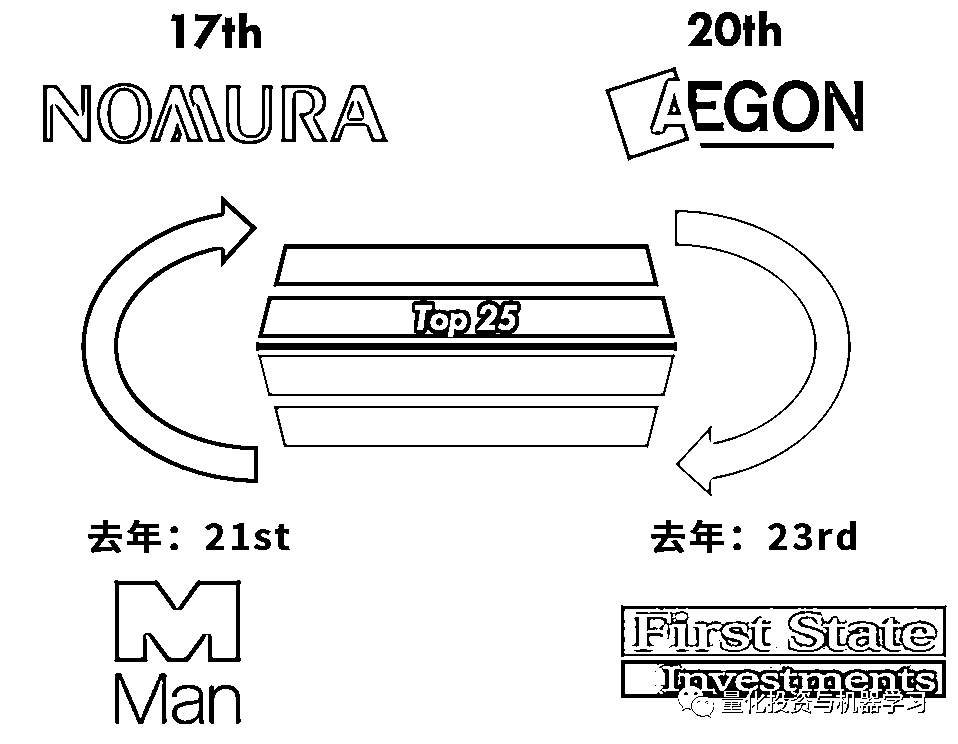 17th
20th
NOMURA
AEGON
Top 25
去年：21st
去年：23rd
Man
First State
Investments
量化投资与机器学习